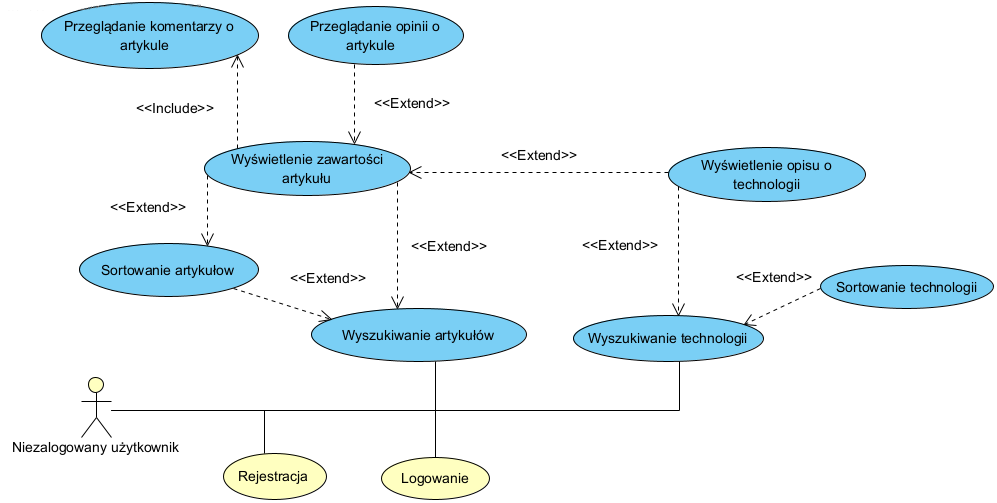 Przeglądanie komentarzy o
artykule
Przeglądanie opinii o
artykule
<<Include>>
<<Extend>>
Wyświetlenie zawartości
artykułu
<<Extend>>
Wyświetlenie opisu o
technologii
<<Extend>>
<<Extend>>
<<Extend>>
Sortowanie artykułow
<<Extend>>
<<Extend>>
Sortowanie technologii
Wyszukiwanie artykułów
Wyszukiwanie technologii
Niezalogowany użytkownik
Rejestracja
Logowanie